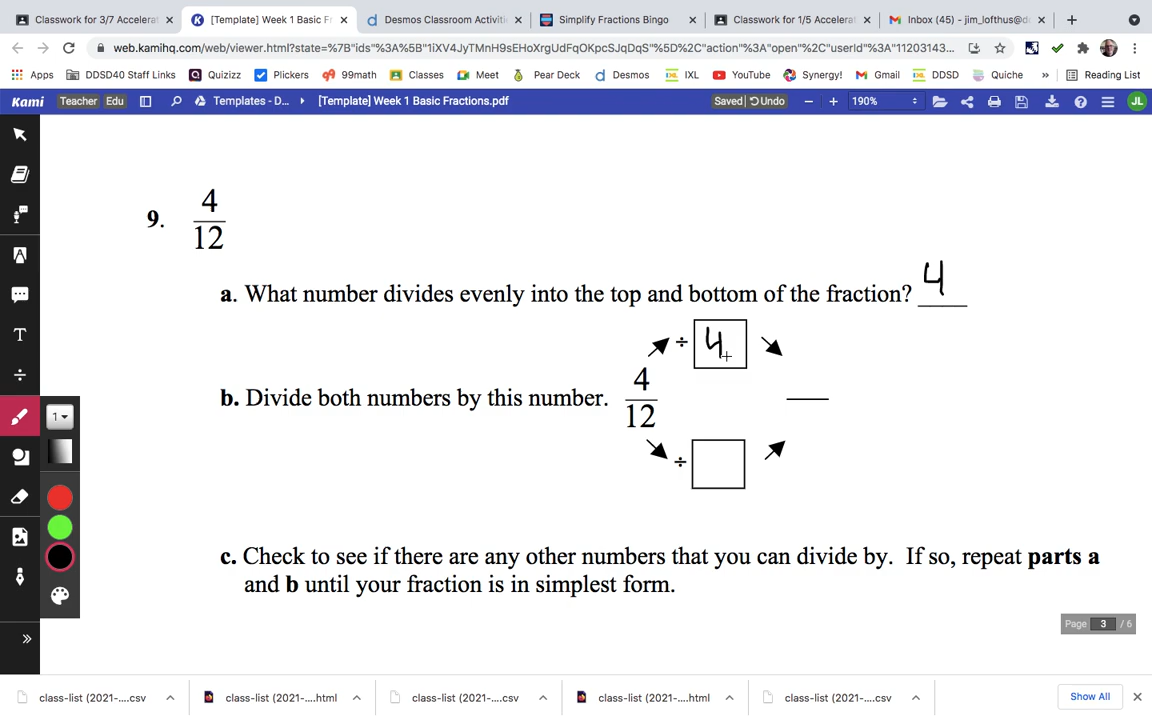 Classwork for 3/7 Accelerat
[Template] Week 1 Basic Fr
Desmos Classroom Activitie
Simplify Fractions Bingo
Classwork for 1/5 Accelerat
Inbox (45) - jim_lofthus@d
web.kamihq.com/web/viewer.html?state=%7B"ids"%3A%5B"1iXV4JyTMnH9sEHoXrgUdFqOKpcSJqDqS"%5D%2C"action"%3A"open"%2C"userId"%3A"11203143...
Apps DDSD40 Staff Links Quizizz Plickers 99math Classes Meet Pear Deck Desmos IXL YouTube Synergy! Gmail DDSD Quiche » Reading List
Kami Teacher Edu Templates - D... [Template] Week 1 Basic Fractions.pdf Saved Undo 190% JL
4
9.
12
4
a. What number divides evenly into the top and bottom of the fraction?
÷ 4
4
b. Divide both numbers by this number.
12
÷
c. Check to see if there are any other numbers that you can divide by. If so, repeat parts a
and b until your fraction is in simplest form.
1
Page 3 / 6
class-list (2021-....csv class-list (2021-....html class-list (2021-....csv class-list (2021-....html class-list (2021-....csv Show All